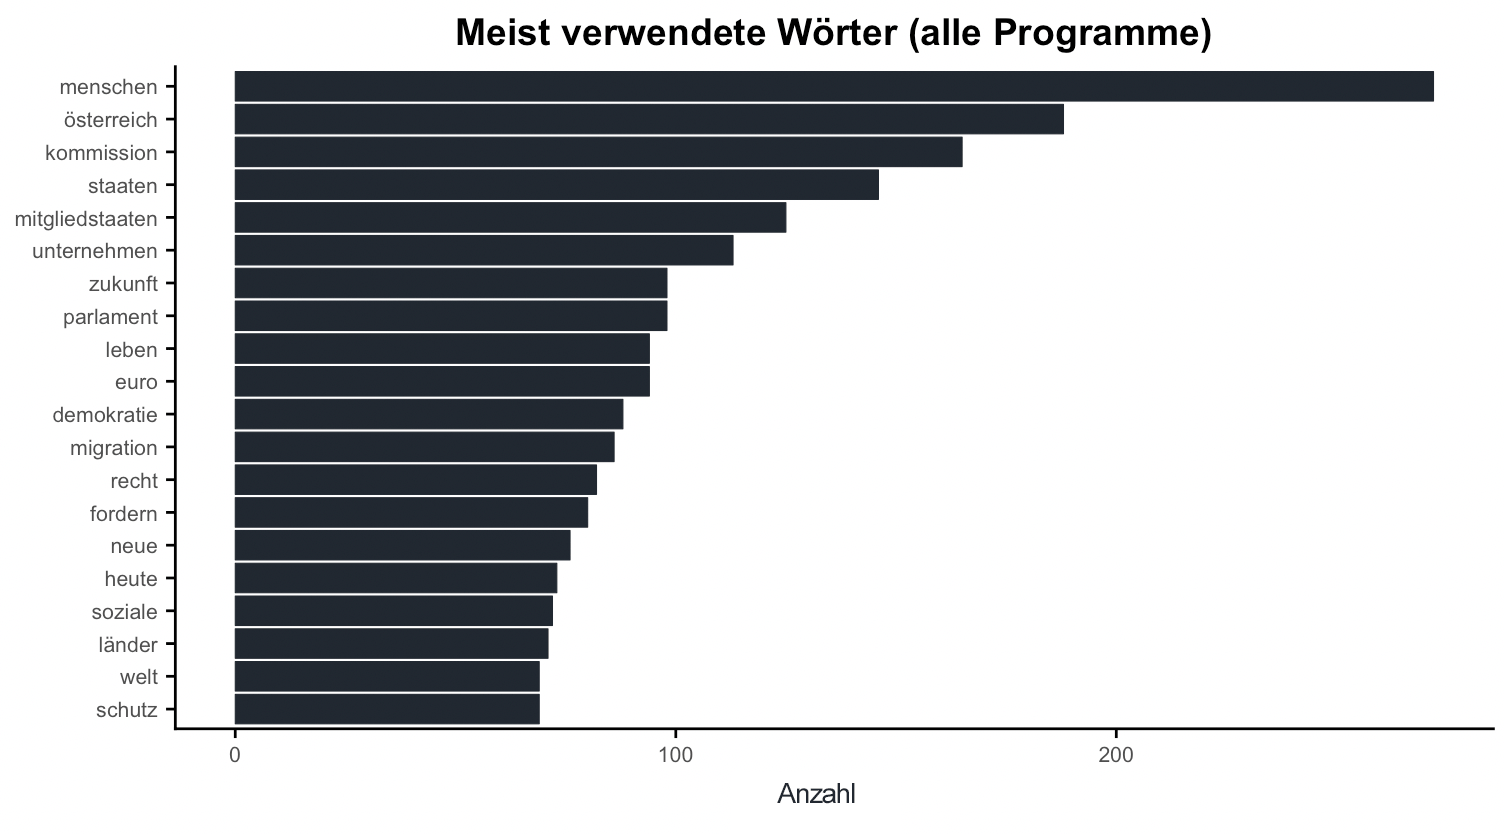 Meist verwendete Wörter (alle Programme)
menschen
österreich
kommission
staaten
mitgliedstaaten
unternehmen
zukunft
parlament
leben
euro
demokratie
migration
recht
fordern
neue
heute
soziale
länder
welt
schutz
0 100 200
Anzahl